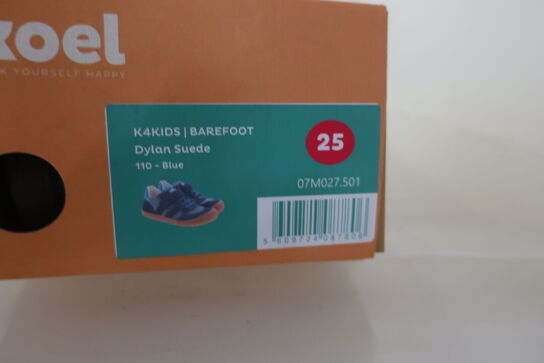 koel
K YOURSELF HAPPY
K4KIDS | BAREFOOT
Dylan Suede
110 - Blue
25
07M027.501